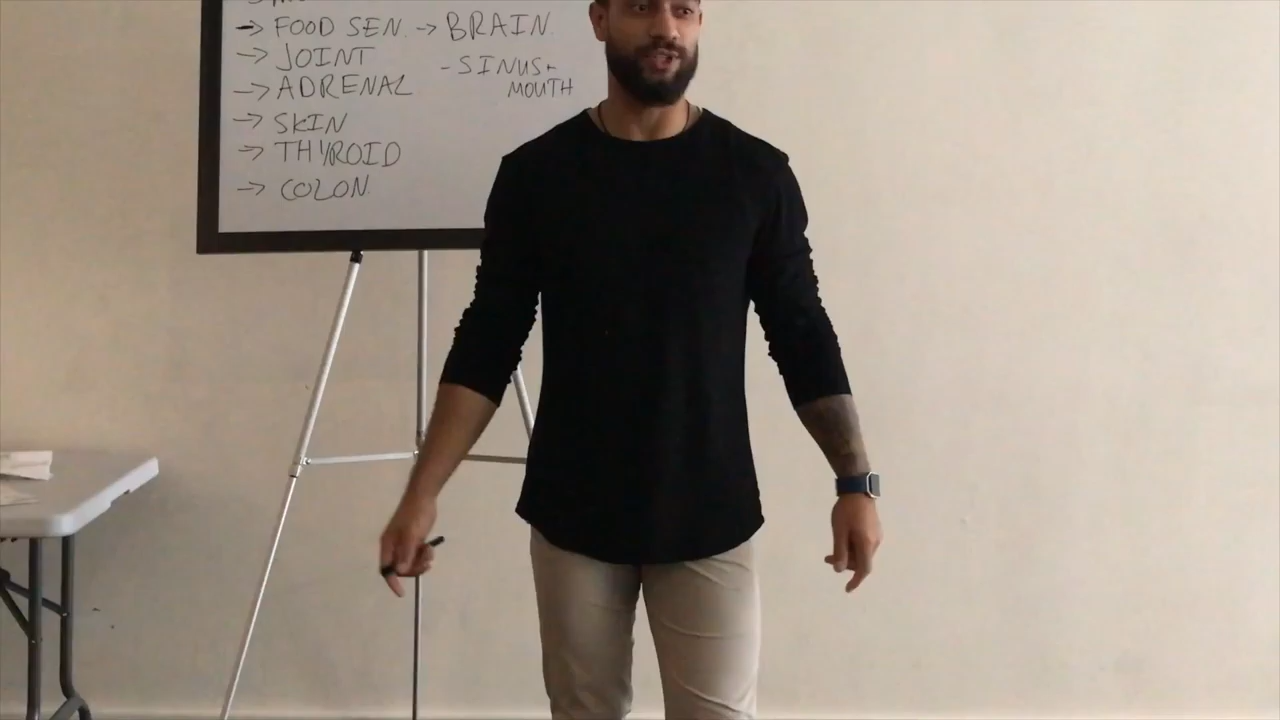 → FOOD SEN. → BRAIN.
→ JOINT
- SINUS +
→ ADRENAL
MOUTH
→ SKIN
→ THYROID
→ COLON.